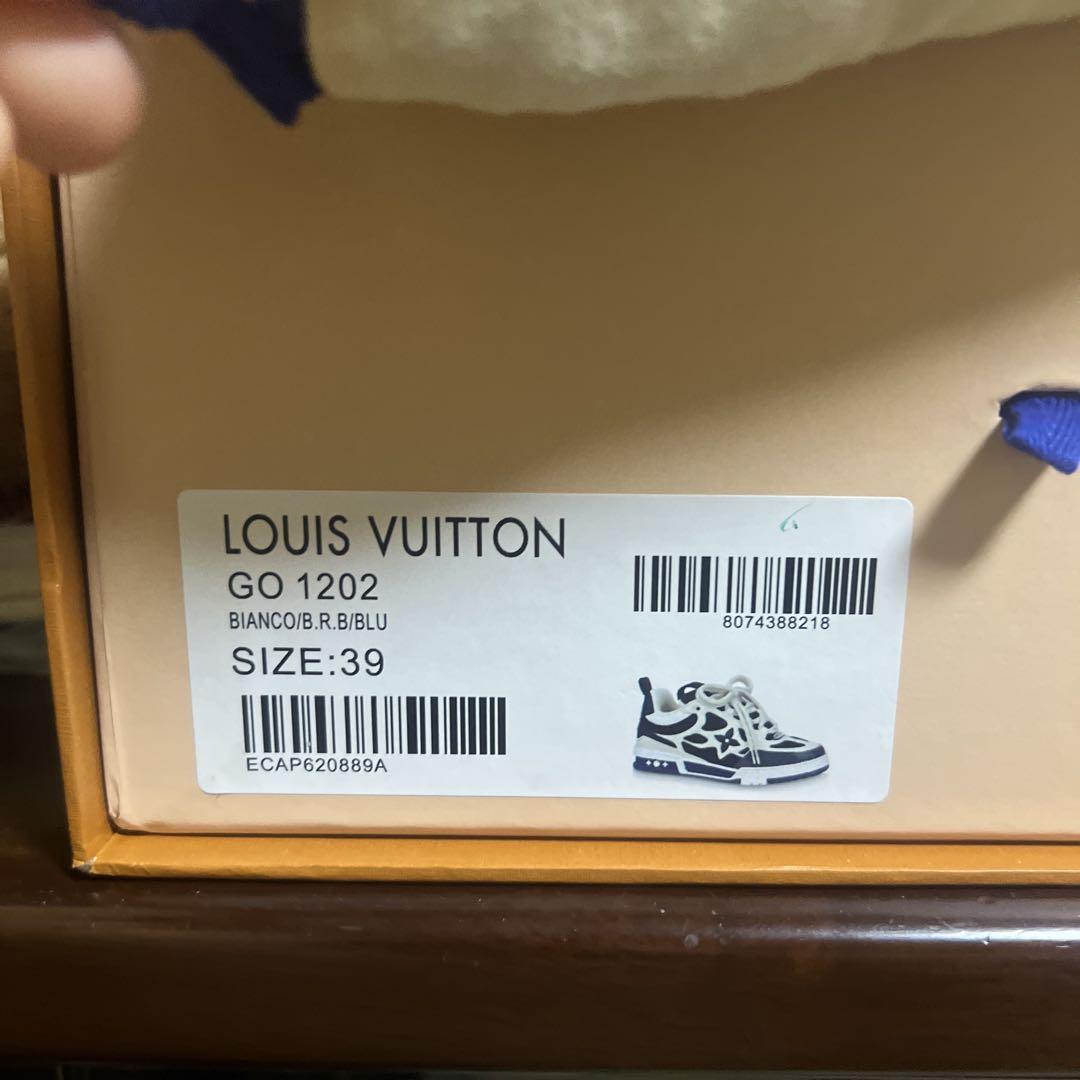 LOUIS VUITTON
GO 1202
BIANCO/B.R.B/BLU
SIZE:39
ECAP620889A
8074388218